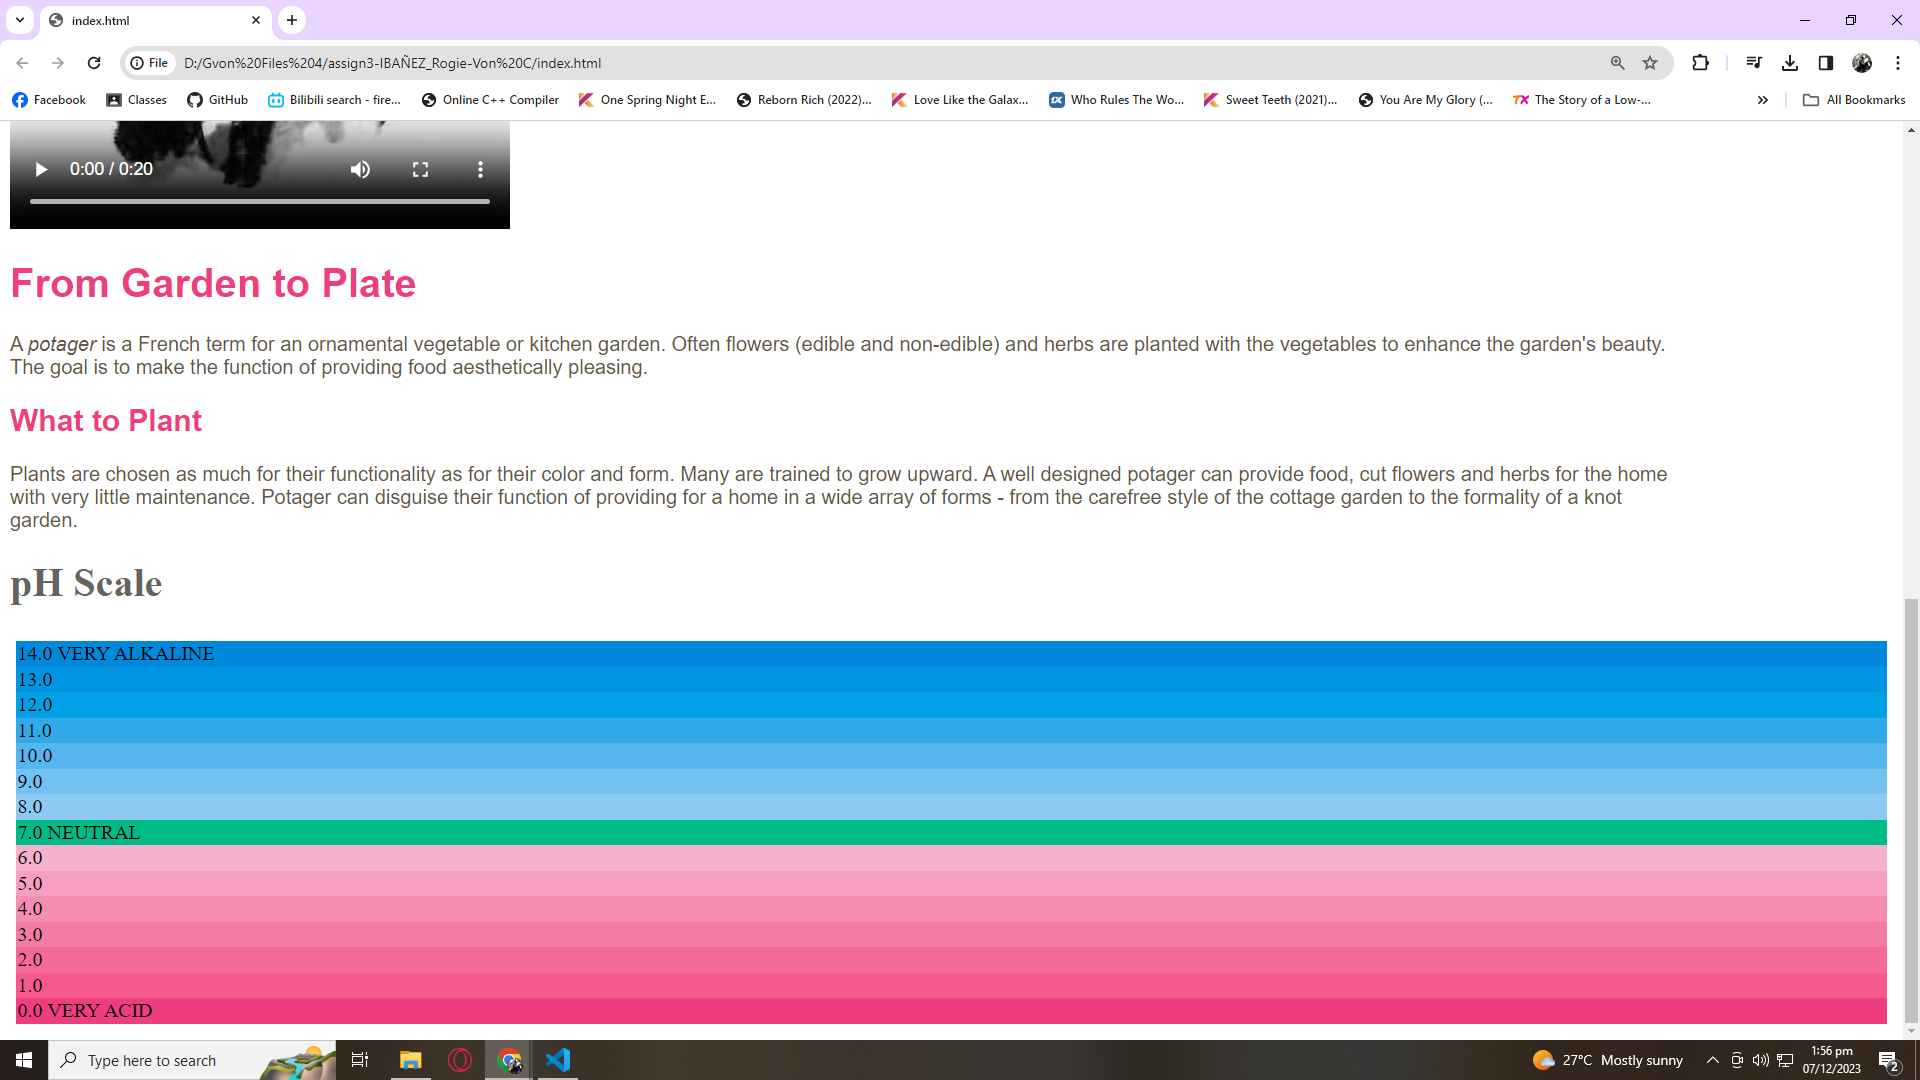 index.html
File
D:/Gvon%20Files%204/assign3-IBAÑEZ_Rogie-Von%20C/index.html
Facebook
Classes
GitHub
Bilibili search - fire...
Online C++ Compiler
One Spring Night E...
Reborn Rich (2022)...
Love Like the Galax...
Who Rules The Wo...
Sweet Teeth (2021)...
You Are My Glory (...
The Story of a Low-...
All Bookmarks
0:00 / 0:20
From Garden to Plate
A potager is a French term for an ornamental vegetable or kitchen garden. Often flowers (edible and non-edible) and herbs are planted with the vegetables to enhance the garden's beauty.
The goal is to make the function of providing food aesthetically pleasing.
What to Plant
Plants are chosen as much for their functionality as for their color and form. Many are trained to grow upward. A well designed potager can provide food, cut flowers and herbs for the home
with very little maintenance. Potager can disguise their function of providing for a home in a wide array of forms - from the carefree style of the cottage garden to the formality of a knot
garden.
pH Scale
14.0 VERY ALKALINE
13.0
12.0
11.0
10.0
9.0
8.0
7.0 NEUTRAL
6.0
5.0
4.0
3.0
2.0
1.0
0.0 VERY ACID
Type here to search
27°C Mostly sunny
1:56 pm
07/12/2023
2